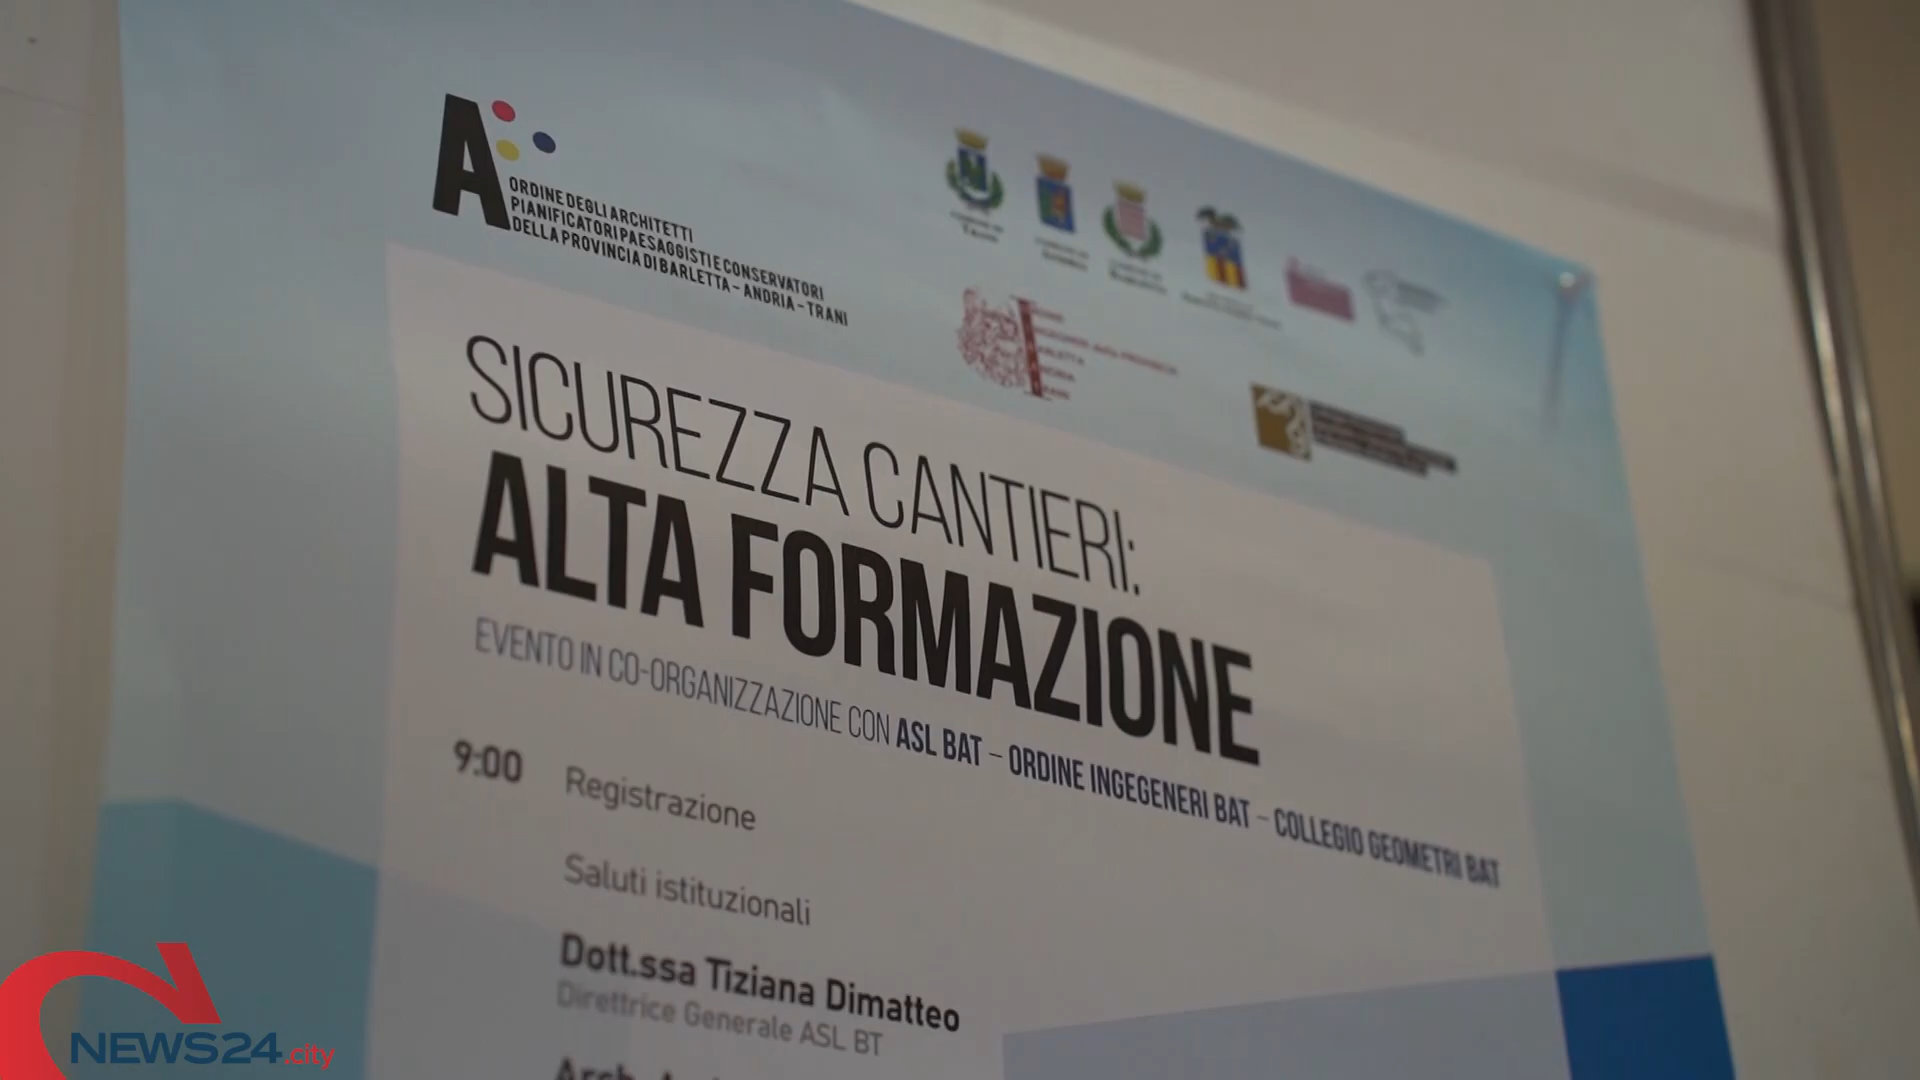 A
ORDINE DEGLI ARCHITETTI
PIANIFICATORI PAESAGGISTI E CONSERVATORI
DELLA PROVINCIA DI BARLETTA - ANDRIA - TRANI
SICUREZZA CANTIERI:
ALTA FORMAZIONE
EVENTO IN CO-ORGANIZZAZIONE CON ASL BAT – ORDINE INGEGENERI BAT – COLLEGIO GEOMETRI BAT
9:00 Registrazione
Saluti istituzionali
Dott.ssa Tiziana Dimatteo
Direttrice Generale ASL BT
Arch.
NEWS24.city